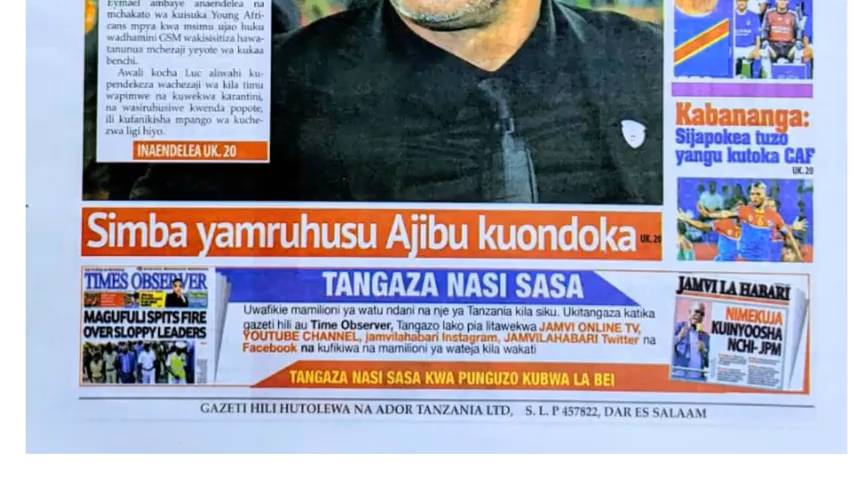 Eymael ambaye anaendelea na
mchakato wa kuisuka Young Afri-
cans mpya kwa msimu ujao huku
wadhamini GSM wakisisitiza hawa-
tanunua mchezaji yeyote wa kukaa
benchi.
Awali kocha Luc aliwahi ku-
pendekeza wachezaji wa kila timu
wapimwe na kuwekwa karantini,
na wasiruhusiwe kwenda popote,
ili kufanikisha mpango wa kuche-
zwa ligi hiyo.
INAENDELEA UK. 20
Kabananga:
Sijapokea tuzo
yangu kutoka CAF
UK. 20
Simba yamruhusu Ajibu kuondoka UK. 20
TIMES OBSERVER
MAGUFULI SPITS FIRE
OVER SLOPPY LEADERS
TANGAZA NASI SASA
Uwafikie mamilioni ya watu ndani na nje ya Tanzania kila siku. Ukitangaza katika
gazeti hili au Time Observer, Tangazo lako pia litawekwa JAMVI ONLINE TV,
YOUTUBE CHANNEL, jamvilahabari Instagram, JAMVILAHABARI Twitter na
Facebook na kufikiwa na mamilioni ya wateja kila wakati
TANGAZA NASI SASA KWA PUNGUZO KUBWA LA BEI
JAMVI LA HABARI
NIMEKUJA
KUINYOOSHA
NCHI-JPM
GAZETI HILI HUTOLEWA NA ADOR TANZANIA LTD, S. L. P 457822, DAR ES SALAAM